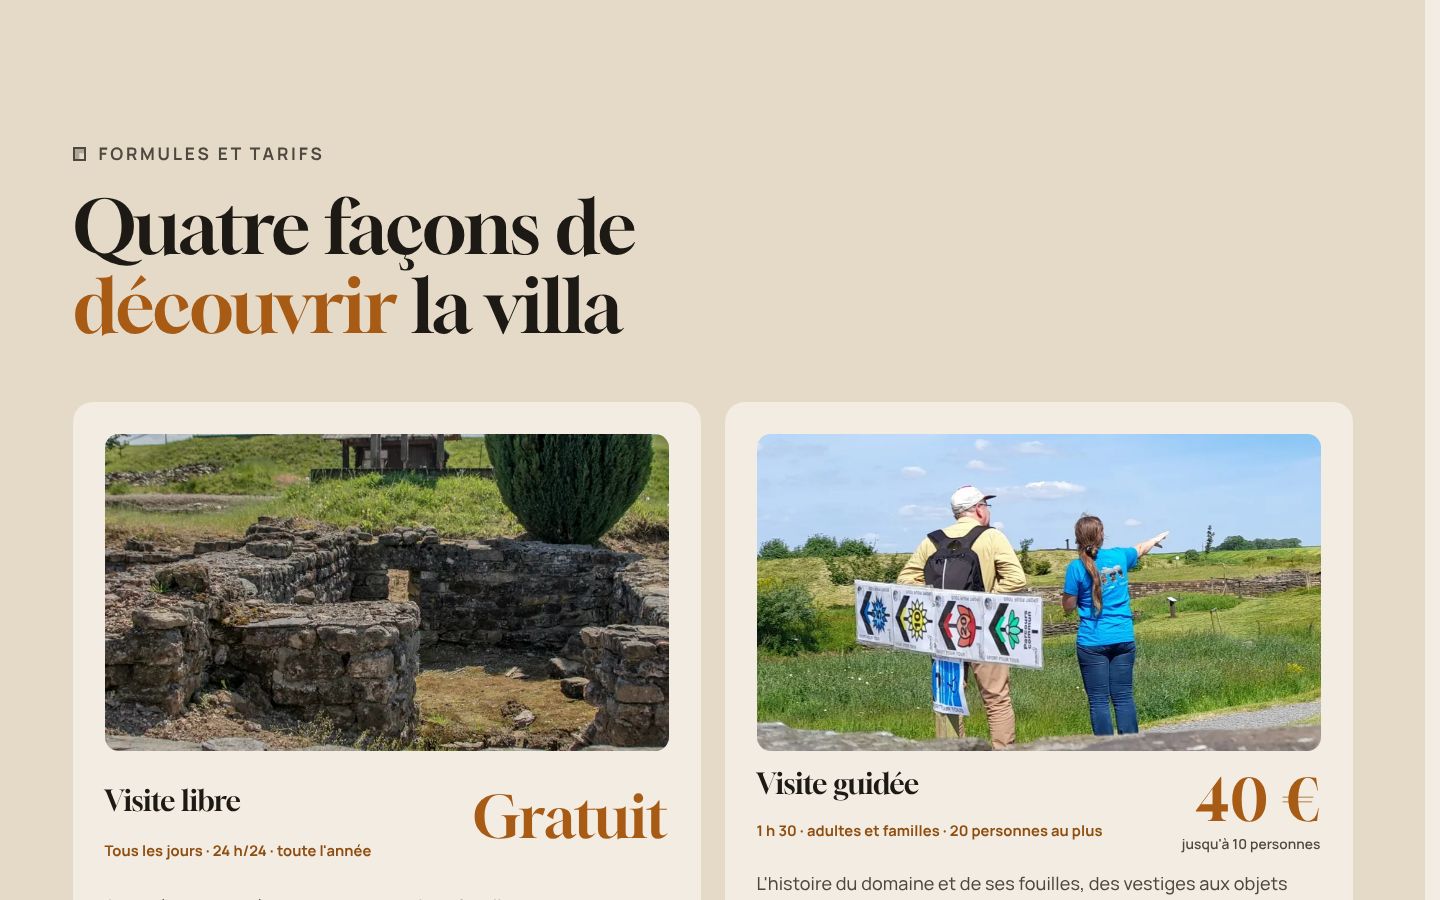 FORMULES ET TARIFS
Quatre façons de
découvrir la villa
Visite libre
Gratuit
Tous les jours · 24 h/24 · toute l'année
Visite guidée
40 €
1 h 30 · adultes et familles · 20 personnes au plus
jusqu'à 10 personnes
L'histoire du domaine et de ses fouilles, des vestiges aux objets